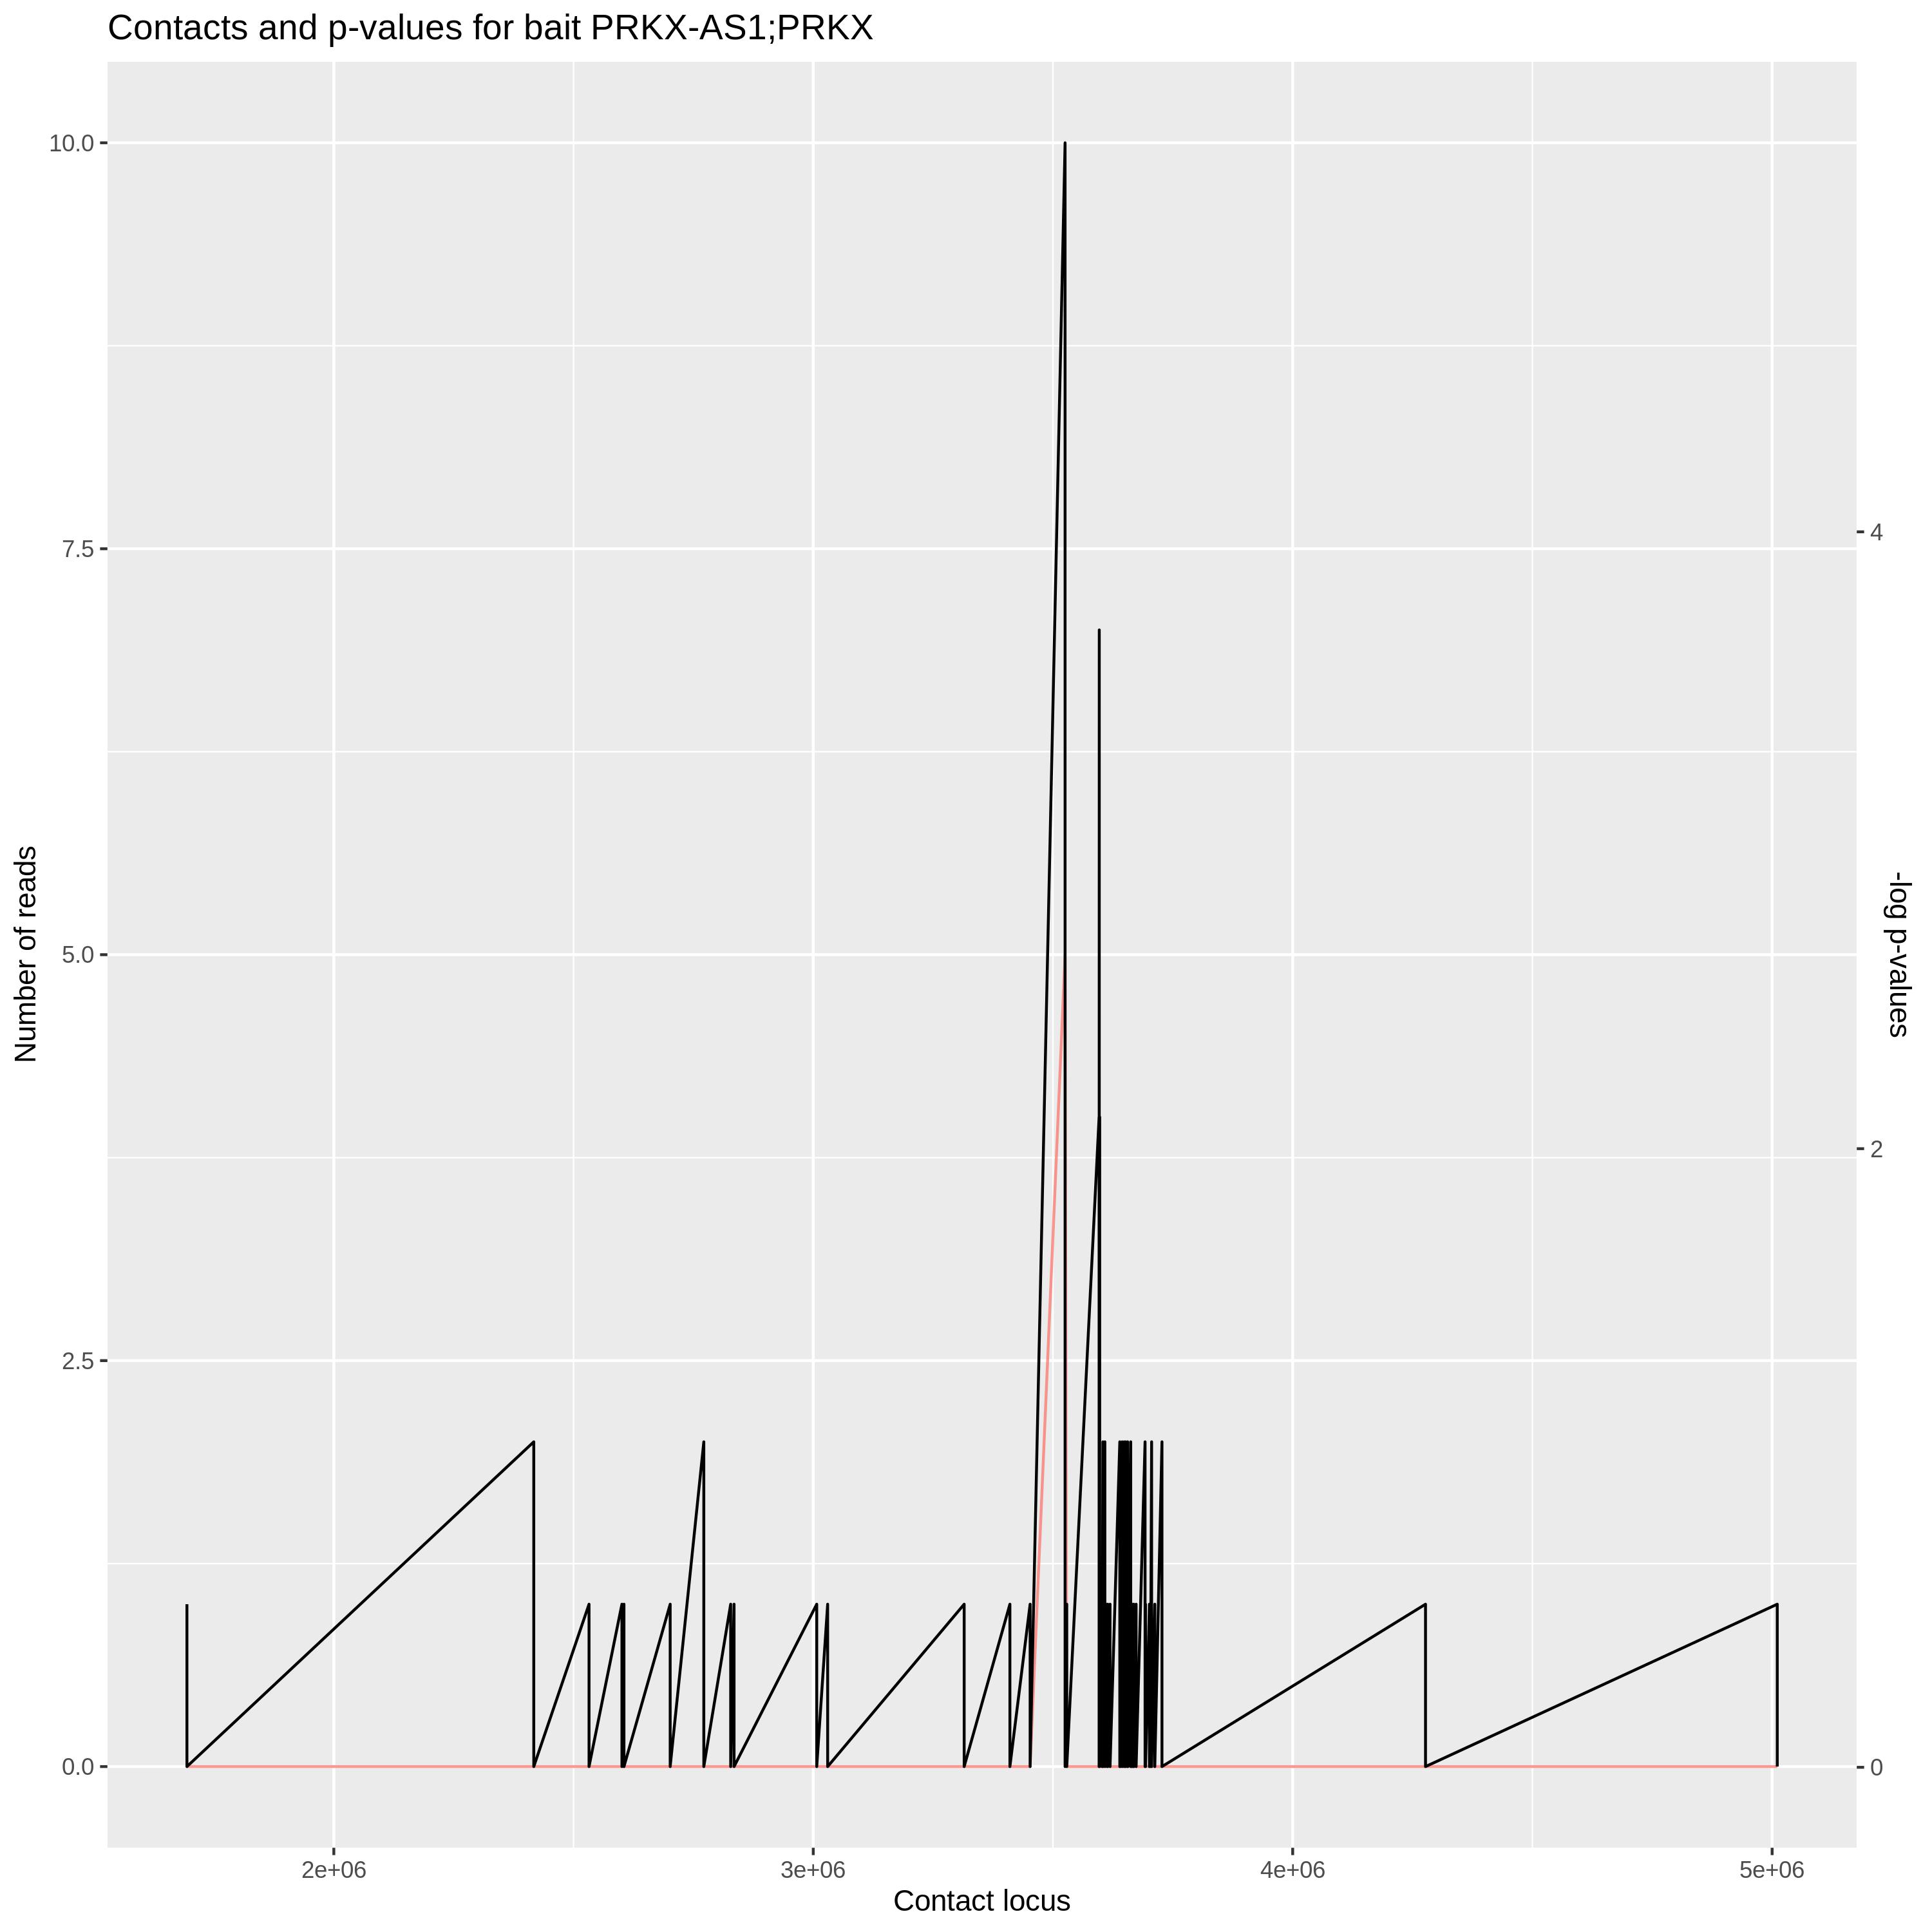 Contacts and p-values for bait PRKX-AS1;PRKX
10.0
7.5
5.0
2.5
0.0
Number of reads
4
2
0
-log p-values
2e+06 3e+06 4e+06 5e+06
Contact locus